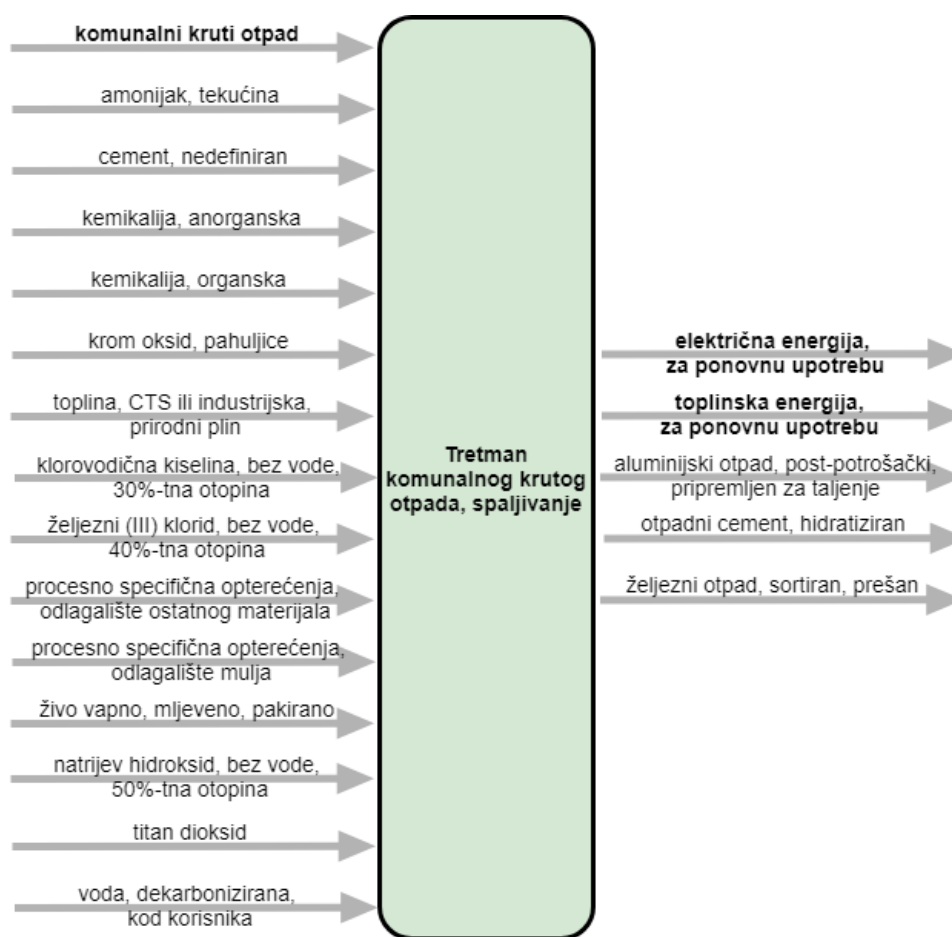 komunalni kruti otpad
amonijak, tekućina
cement, nedefiniran
kemikalija, anorganska
kemikalija, organska
krom oksid, pahuljice
toplina, CTS ili industrijska,
prirodni plin
klorovodična kiselina, bez vode,
30%-tna otopina
željezni (III) klorid, bez vode,
40%-tna otopina
procesno specifična opterećenja,
odlagalište ostatnog materijala
procesno specifična opterećenja,
odlagalište mulja
živo vapno, mljeveno, pakirano
natrijev hidroksid, bez vode,
50%-tna otopina
titan dioksid
voda, dekarbonizirana,
kod korisnika
Tretman
komunalnog krutog
otpada, spaljivanje
električna energija,
za ponovnu upotrebu
toplinska energija,
za ponovnu upotrebu
aluminijski otpad, post-potrošački,
pripremljen za taljenje
otpadni cement, hidratiziran
željezni otpad, sortiran, prešan